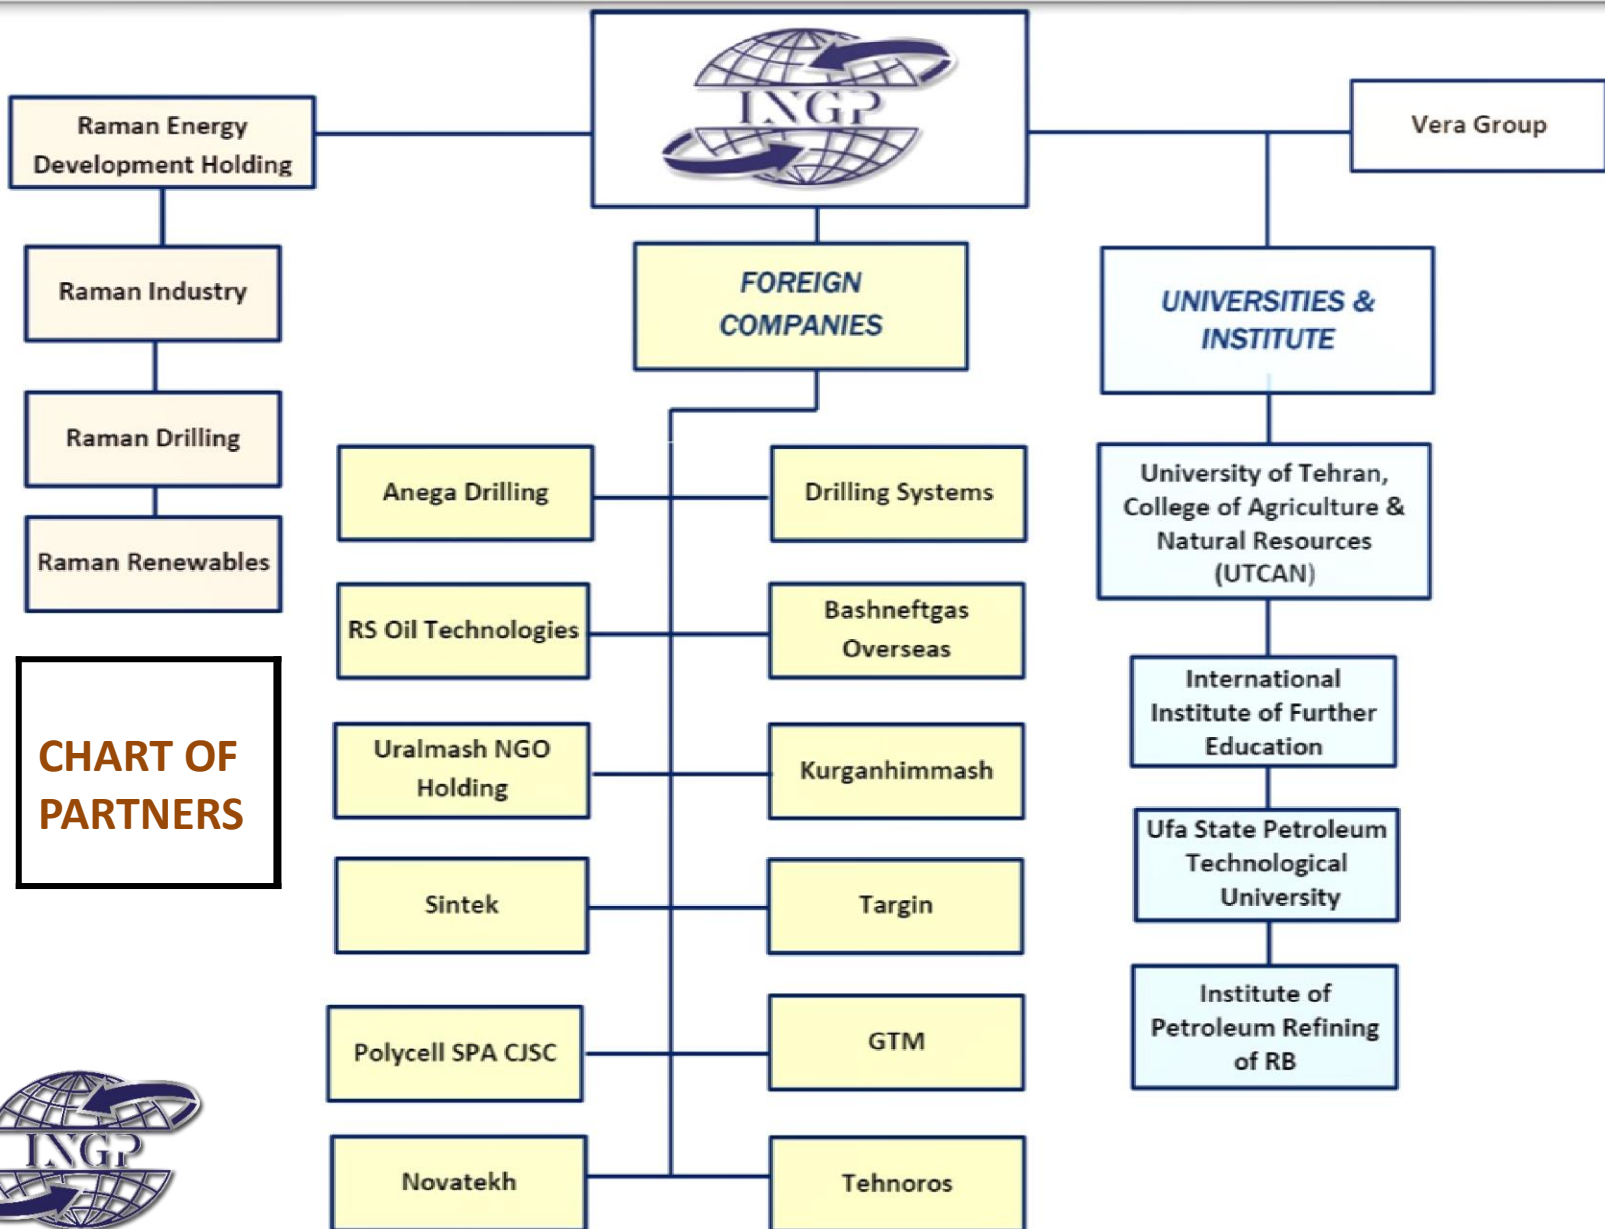 INGP
Raman Energy
Development Holding
Vera Group
Raman Industry
Raman Drilling
Raman Renewables
CHART OF
PARTNERS
FOREIGN
COMPANIES
Anega Drilling
Drilling Systems
RS Oil Technologies
Bashneftgas
Overseas
Uralmash NGO
Holding
Kurganhimmash
Sintek
Targin
Polycell SPA CJSC
GTM
Novatekh
Tehnoros
UNIVERSITIES &
INSTITUTE
University of Tehran,
College of Agriculture &
Natural Resources
(UTCAN)
International
Institute of Further
Education
Ufa State Petroleum
Technological
University
Institute of
Petroleum Refining
of RB
INGP